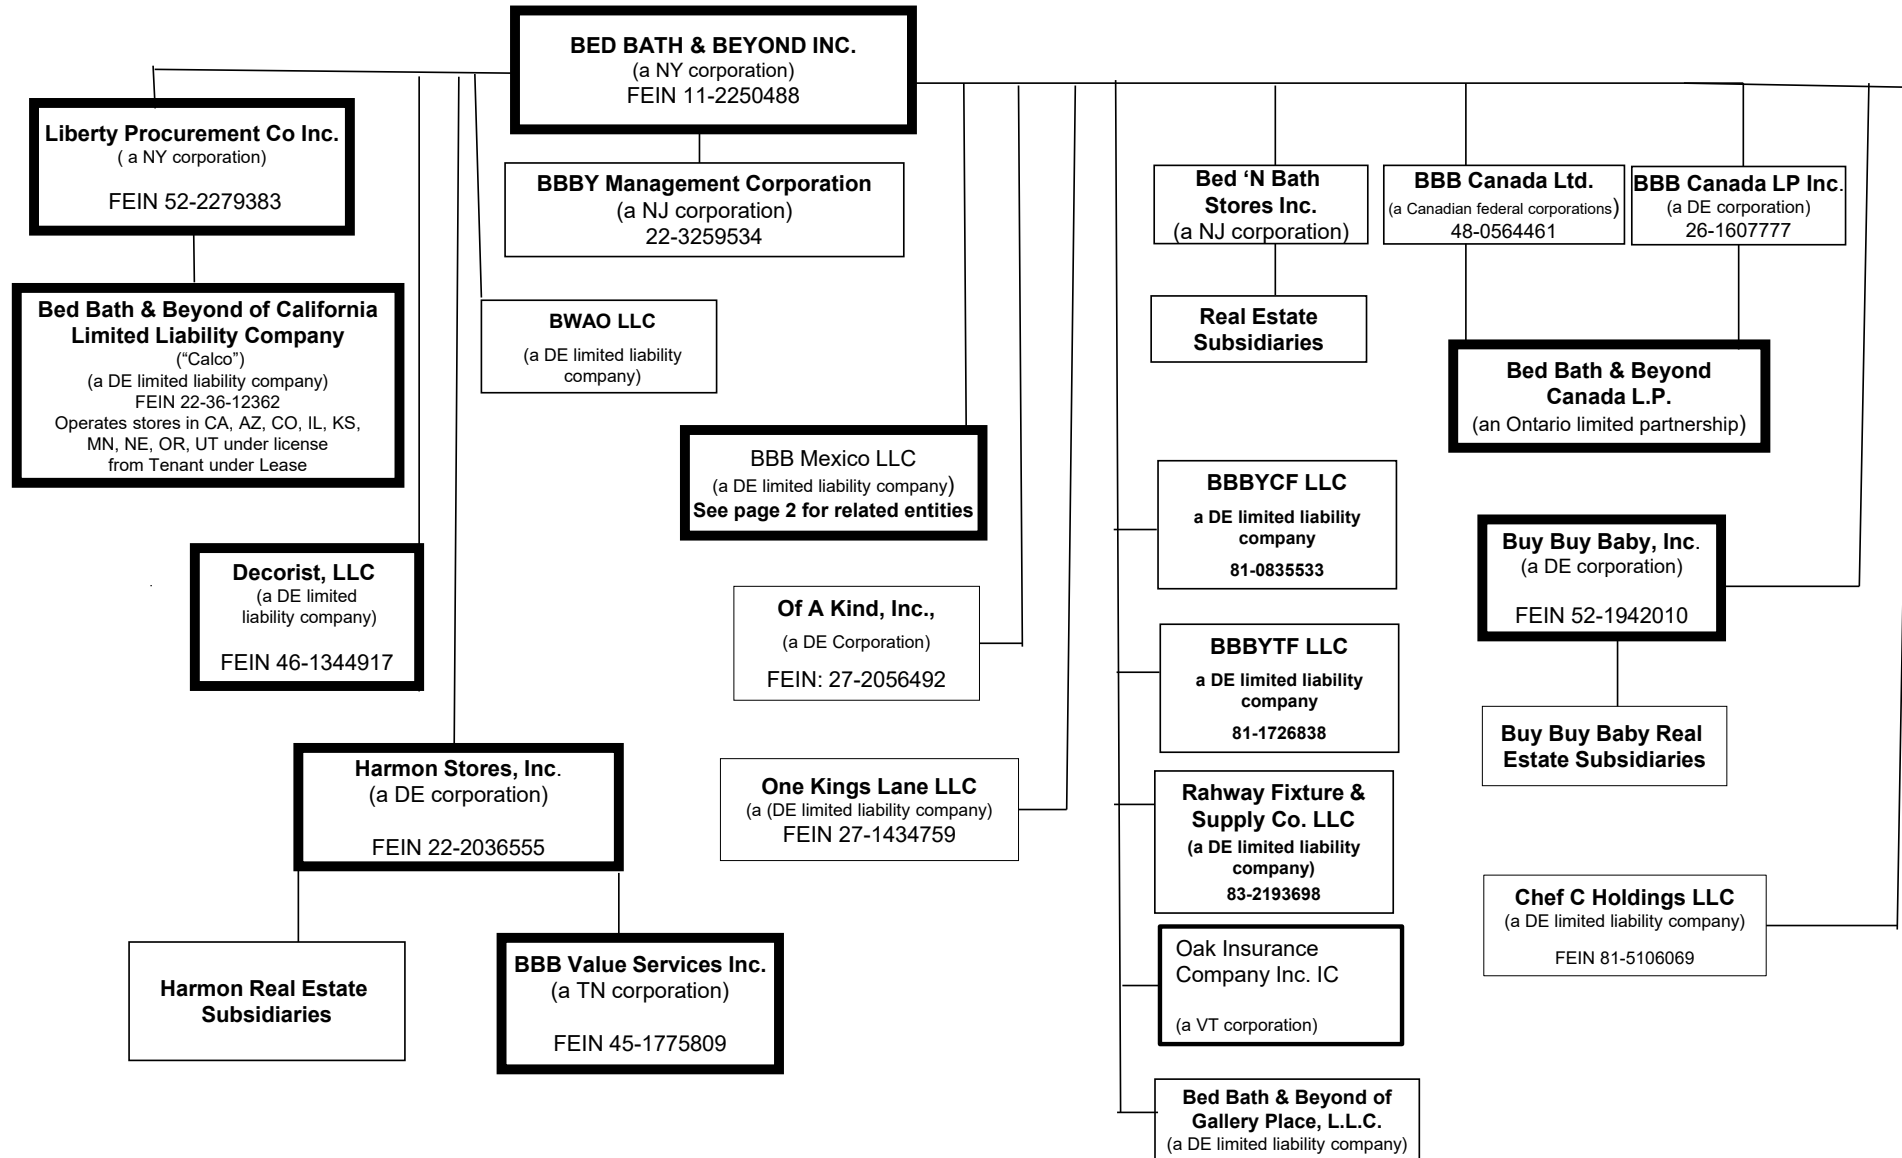 BED BATH & BEYOND INC.
(a NY corporation)
FEIN 11-2250488
Liberty Procurement Co Inc.
( a NY corporation)
FEIN 52-2279383
BBBY Management Corporation
(a NJ corporation)
22-3259534
Bed ‘N Bath
Stores Inc.
(a NJ corporation)
BBB Canada Ltd.
(a Canadian federal corporations)
48-0564461
BBB Canada LP Inc.
(a DE corporation)
26-1607777
Bed Bath & Beyond of California
Limited Liability Company
(“Calco”)
(a DE limited liability company)
FEIN 22-36-12362
Operates stores in CA, AZ, CO, IL, KS,
MN, NE, OR, UT under license
from Tenant under Lease
BWAO LLC
(a DE limited liability
company)
Real Estate
Subsidiaries
Bed Bath & Beyond
Canada L.P.
(an Ontario limited partnership)
BBB Mexico LLC
(a DE limited liability company)
See page 2 for related entities
BBBYCF LLC
a DE limited liability
company
81-0835533
Buy Buy Baby, Inc.
(a DE corporation)
FEIN 52-1942010
Decorist, LLC
(a DE limited
liability company)
FEIN 46-1344917
Of A Kind, Inc.,
(a DE Corporation)
FEIN: 27-2056492
BBBYTF LLC
a DE limited liability
company
81-1726838
Buy Buy Baby Real
Estate Subsidiaries
Harmon Stores, Inc.
(a DE corporation)
FEIN 22-2036555
One Kings Lane LLC
(a (DE limited liability company)
FEIN 27-1434759
Rahway Fixture &
Supply Co. LLC
(a DE limited liability
company)
83-2193698
Chef C Holdings LLC
(a DE limited liability company)
FEIN 81-5106069
Harmon Real Estate
Subsidiaries
BBB Value Services Inc.
(a TN corporation)
FEIN 45-1775809
Oak Insurance
Company Inc. IC
(a VT corporation)
Bed Bath & Beyond of
Gallery Place, L.L.C.
(a DE limited liability company)